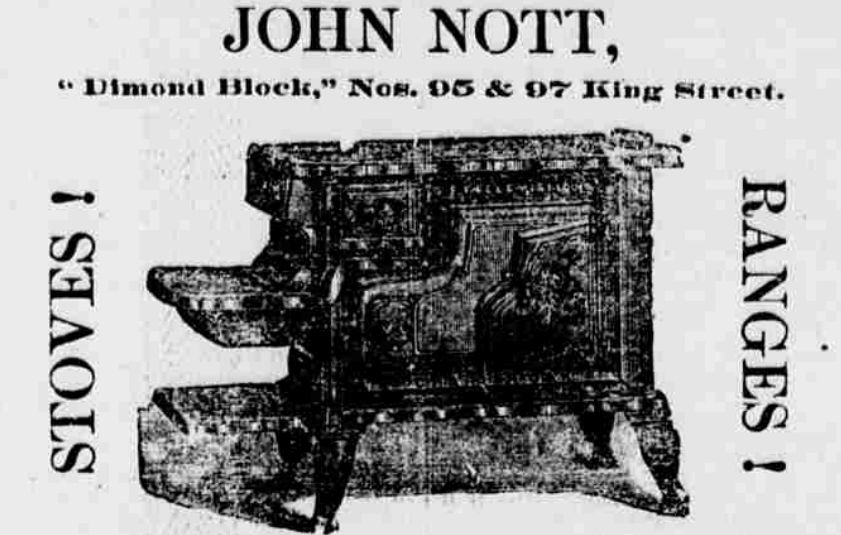 JOHN NOTT,
“ Dimond Block,” Nos. 95 & 97 King Street.
STOVES !
RANGES !